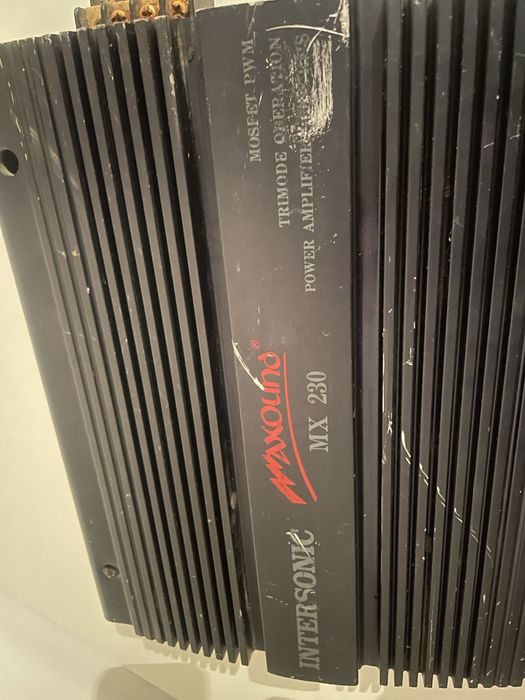 INTERSONIC
MAXOUND®
MX 230
MOSFET PWM
TRIMODE OPERATION
POWER AMPLIFIER